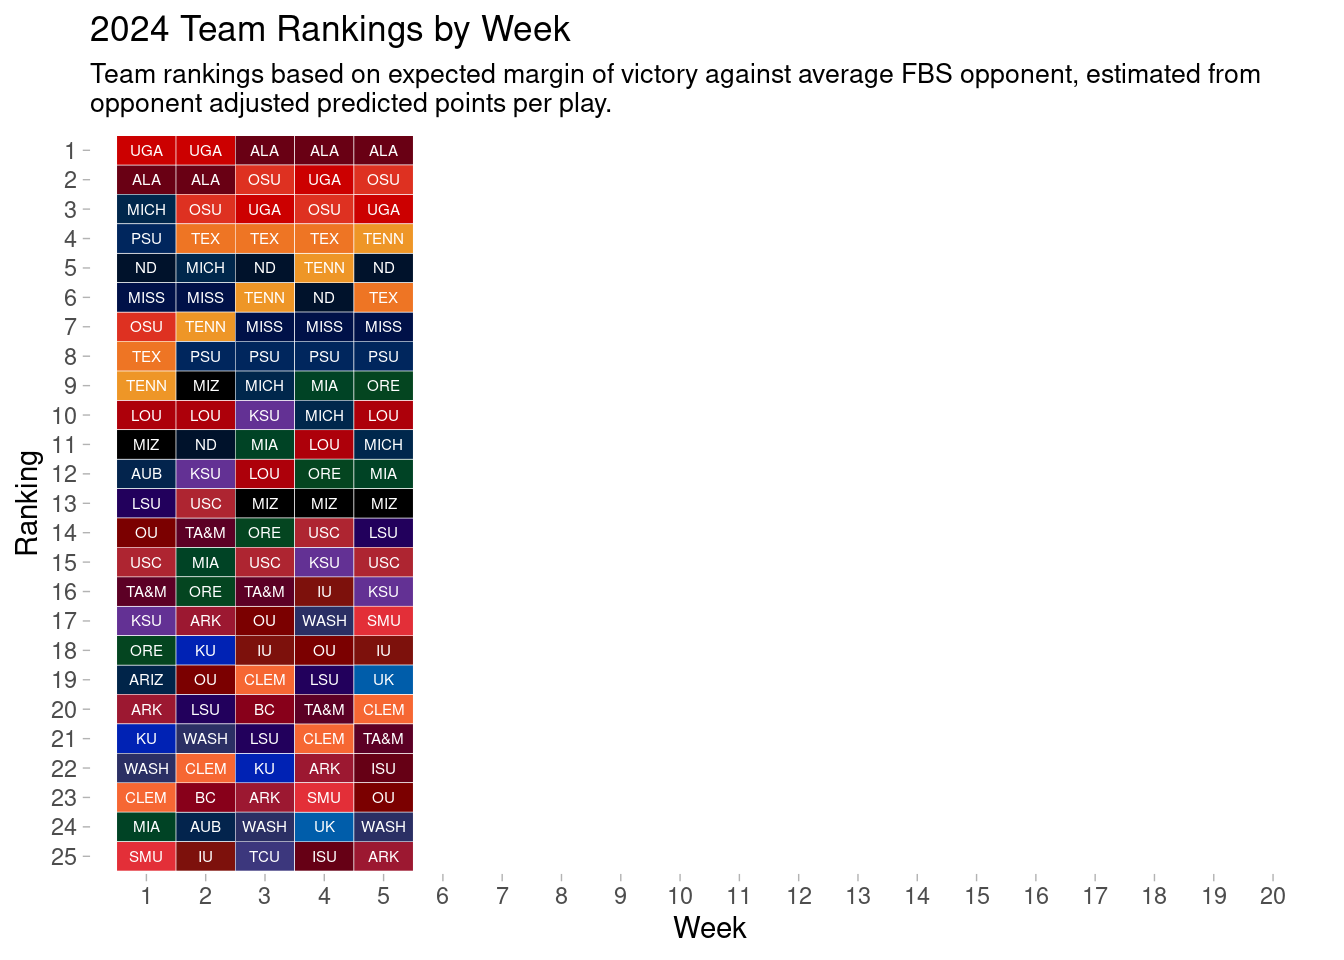 2024 Team Rankings by Week
Team rankings based on expected margin of victory against average FBS opponent, estimated from
opponent adjusted predicted points per play.
1 UGA UGA ALA ALA ALA
2 ALA ALA OSU UGA OSU
3 MICH OSU UGA OSU UGA
4 PSU TEX TEX TEX TENN
5 ND MICH ND TENN ND
6 MISS MISS TENN ND TEX
7 OSU TENN MISS MISS MISS
8 TEX PSU PSU PSU PSU
9 TENN MIZ MICH MIA ORE
10 LOU LOU KSU MICH LOU
11 MIZ ND MIA LOU MICH
12 AUB KSU LOU ORE MIA
13 LSU USC MIZ MIZ MIZ
14 OU TA&M ORE USC LSU
15 USC MIA USC KSU USC
16 TA&M ORE TA&M IU KSU
17 KSU ARK OU WASH SMU
18 ORE KU IU OU IU
19 ARIZ OU CLEM LSU UK
20 ARK LSU BC TA&M CLEM
21 KU WASH LSU CLEM TA&M
22 WASH CLEM KU ARK ISU
23 CLEM BC ARK SMU OU
24 MIA AUB WASH UK WASH
25 SMU IU TCU ISU ARK
Ranking
1 2 3 4 5 6 7 8 9 10 11 12 13 14 15 16 17 18 19 20
Week